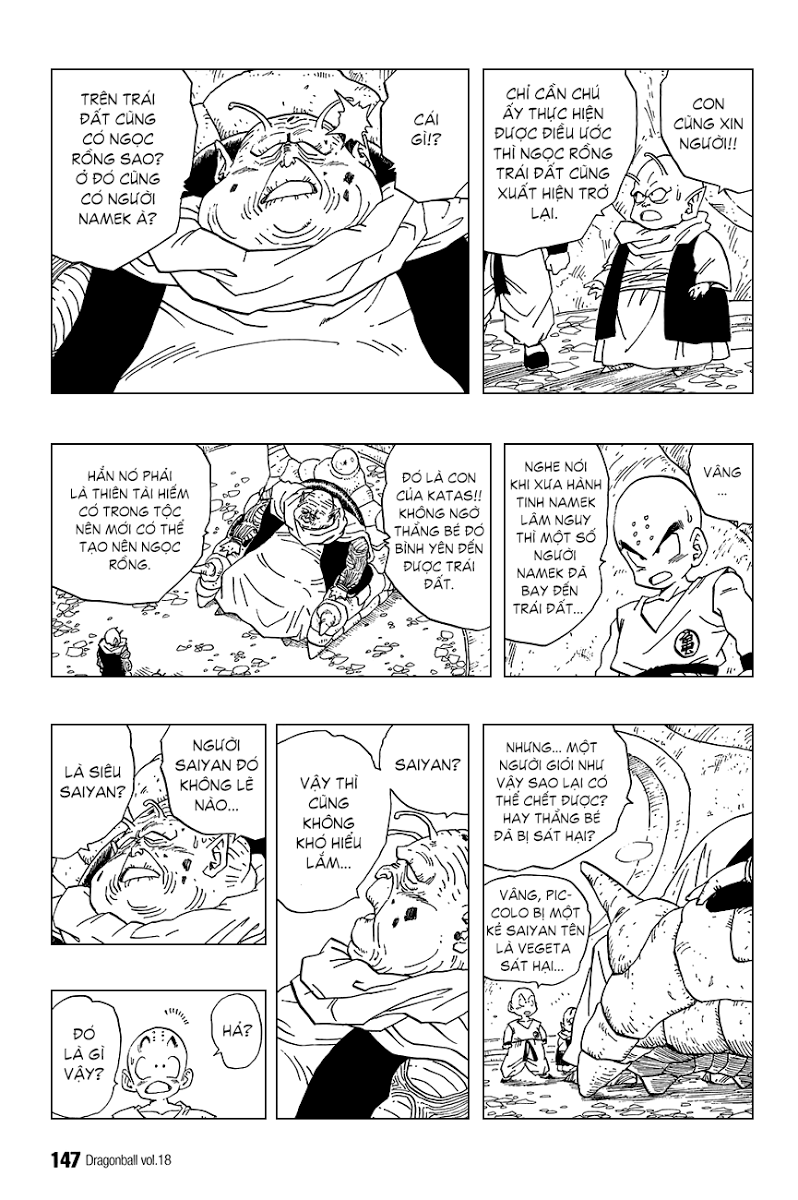 CON
CŨNG XIN
NGƯỜI!!
CHỈ CẦN CHÚ
ẤY THỰC HIỆN
ĐƯỢC ĐIỀU ƯỚC
THÌ NGỌC RỒNG
TRÁI ĐẤT CŨNG
XUẤT HIỆN TRỞ
LẠI.
CÁI
GÌ!?
TRÊN TRÁI
ĐẤT CŨNG
CÓ NGỌC
RỒNG SAO?
Ở ĐÓ CŨNG
CÓ NGƯỜI
NAMEK À?
VÂNG
...
NGHE NÓI
KHI XƯA HÀNH
TINH NAMEK
LÂM NGUY
THÌ MỘT SỐ
NGƯỜI
NAMEK ĐÃ
BAY ĐẾN
TRÁI ĐẤT...
ĐÓ LÀ CON
CỦA KATAS!!
KHÔNG NGỜ
THẰNG BÉ ĐÓ
BÌNH YÊN ĐẾN
ĐƯỢC TRÁI
ĐẤT.
HẲN NÓ PHẢI
LÀ THIÊN TÀI HIẾM
CÓ TRONG TỘC
NÊN MỚI CÓ THỂ
TẠO NÊN NGỌC
RỒNG.
NHƯNG... MỘT
NGƯỜI GIỎI NHƯ
VẬY SAO LẠI CÓ
THỂ CHẾT ĐƯỢC?
HAY THẰNG BÉ
ĐÃ BỊ SÁT HẠI?
VÂNG, PIC-
COLO BỊ MỘT
KẺ SAIYAN TÊN
LÀ VEGETA
SÁT HẠI...
SAIYAN?
VẬY THÌ
CŨNG
KHÔNG
KHÓ HIỂU
LẮM...
NGƯỜI
SAIYAN ĐÓ
KHÔNG LẼ
NÀO...
LÀ SIÊU
SAIYAN?
HẢ?
ĐÓ
LÀ GÌ
VẬY?
147 Dragonball vol.18